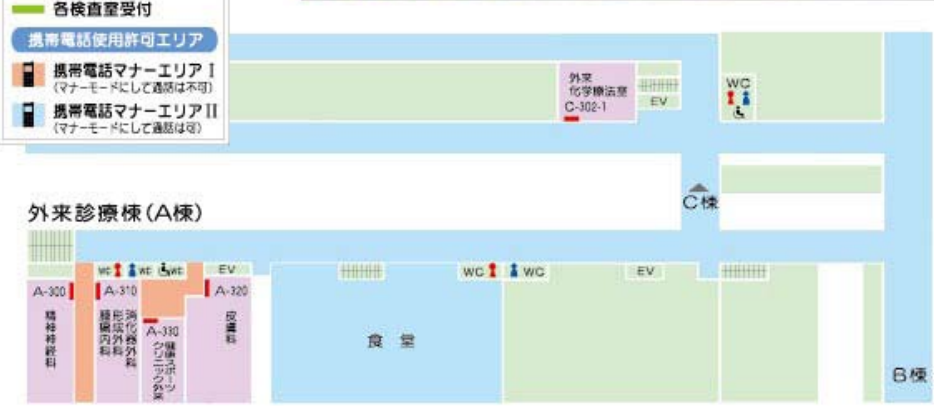 各検査室受付
携帯電話使用許可エリア
携帯電話マナーエリアⅠ
(マナーモードにして通話は不可)
携帯電話マナーエリアⅡ
(マナーモードにして通話は可)
外来
化学療法室
C-302-1
EV
WC
C棟
外来診療棟(A棟)
WC WC WC
EV
WC WC
EV
A-300
精神神経科
A-310
消化器外科
形成外科
腫瘍内科
A-330
健康スポーツ
クリニック外来
A-320
皮膚科
食堂
B棟